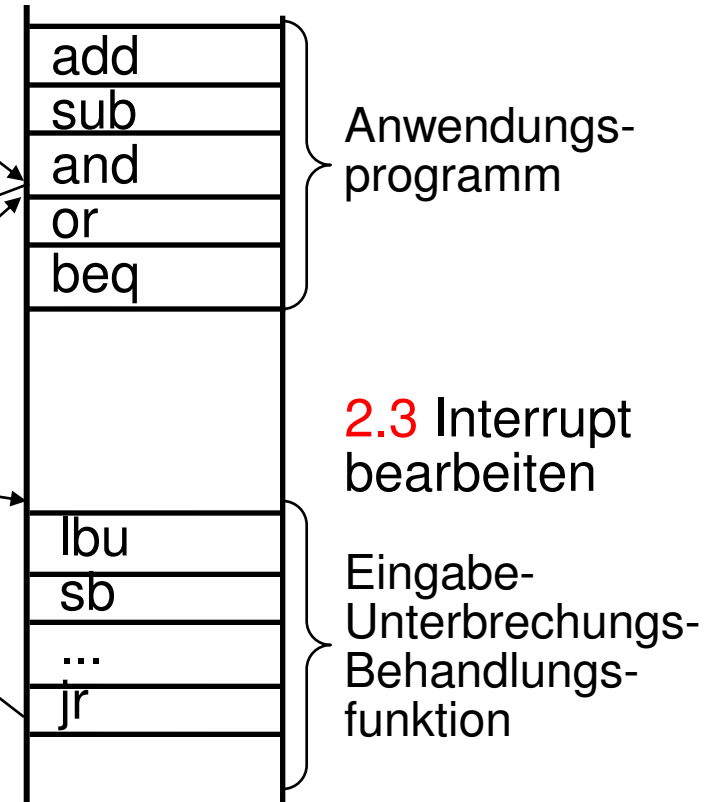 add
sub
and
or
beq
Anwendungs-
programm
2.3 Interrupt
bearbeiten
lbu
sb
...
jr
Eingabe-
Unterbrechungs-
Behandlungs-
funktion